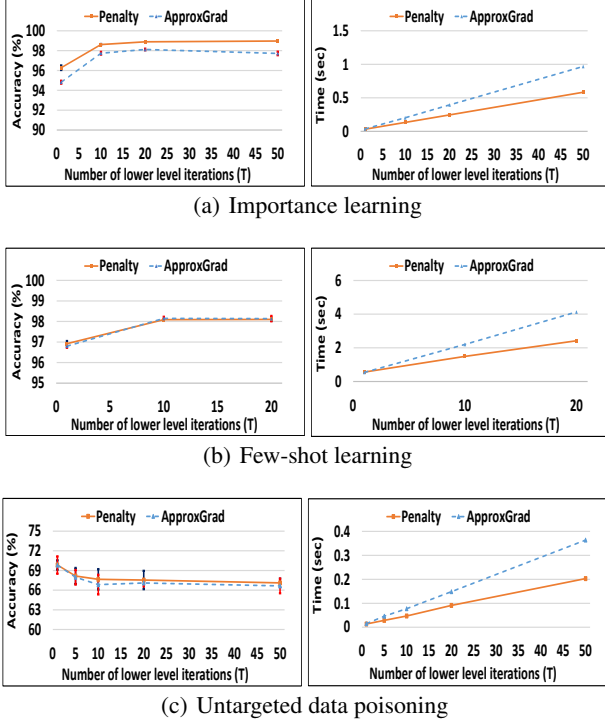 Penalty ApproxGrad
Accuracy (%)
100
98
96
94
92
90
0 5 10 15 20 25 30 35 40 45 50
Number of lower level iterations (T)
Penalty ApproxGrad
Time (sec)
1.5
1
0.5
0
0 5 10 15 20 25 30 35 40 45 50
Number of lower level iterations (T)
(a) Importance learning
Penalty ApproxGrad
Accuracy (%)
100
99
98
97
96
95
0 5 10 15 20
Number of lower level iterations (T)
Penalty ApproxGrad
Time (sec)
6
4
2
0
0 10 20
Number of lower level iterations (T)
(b) Few-shot learning
Penalty ApproxGrad
Accuracy (%)
75
72
69
66
63
60
0 5 10 15 20 25 30 35 40 45 50
Number of lower level iterations (T)
Penalty ApproxGrad
Time (sec)
0.4
0.3
0.2
0.1
0
0 5 10 15 20 25 30 35 40 45 50
Number of lower level iterations (T)
(c) Untargeted data poisoning